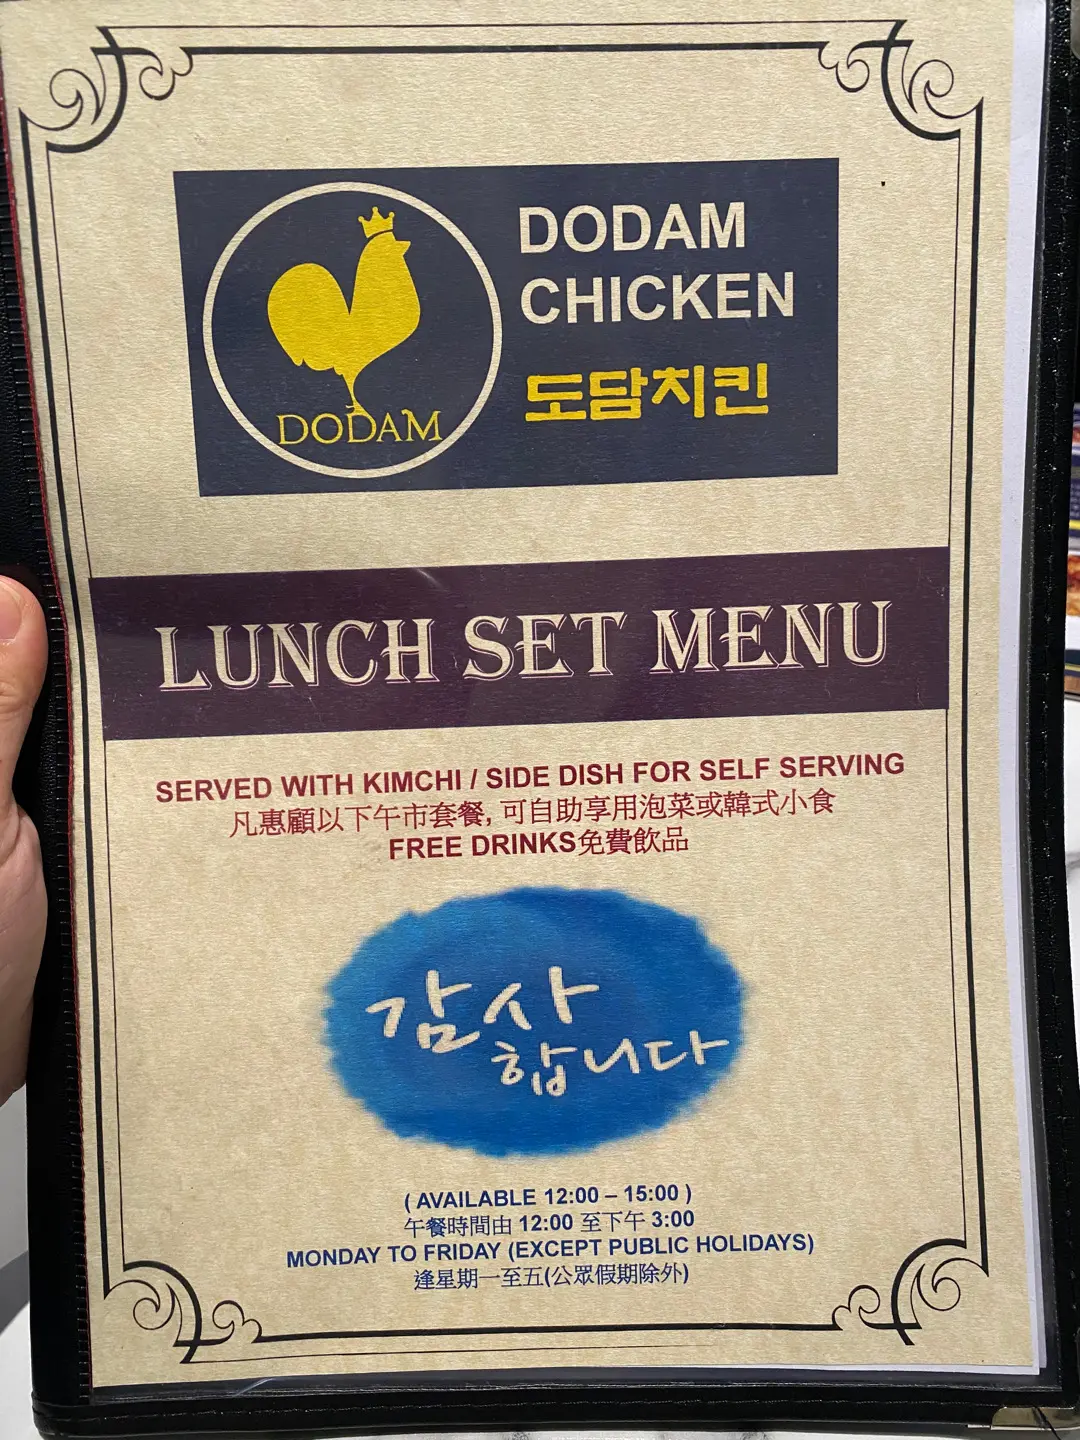 DODAM
CHICKEN
도담치킨
DODAM
LUNCH SET MENU
SERVED WITH KIMCHI / SIDE DISH FOR SELF SERVING
凡惠顧以下午市套餐, 可自助享用泡菜或韓式小食
FREE DRINKS免費飲品
감사
합니다
( AVAILABLE 12:00 – 15:00 )
午餐時間由 12:00 至下午 3:00
MONDAY TO FRIDAY (EXCEPT PUBLIC HOLIDAYS)
逢星期一至五(公眾假期除外)